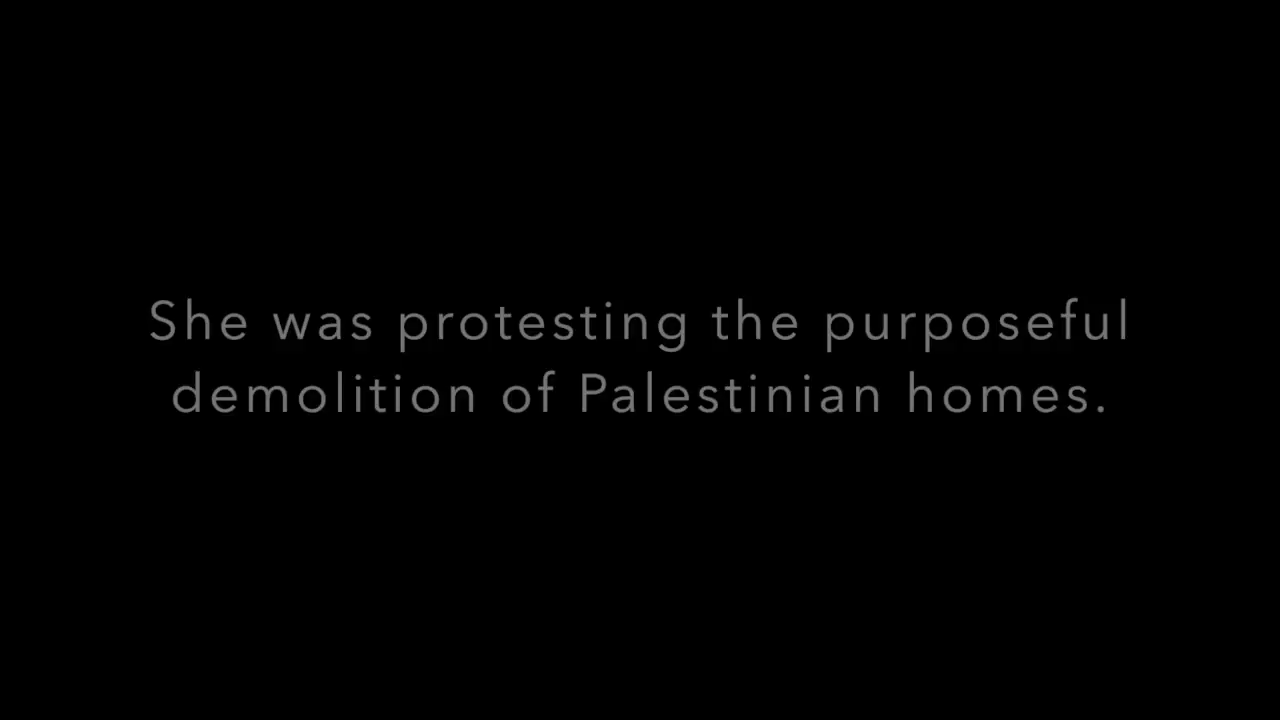 She was protesting the purposeful
demolition of Palestinian homes.